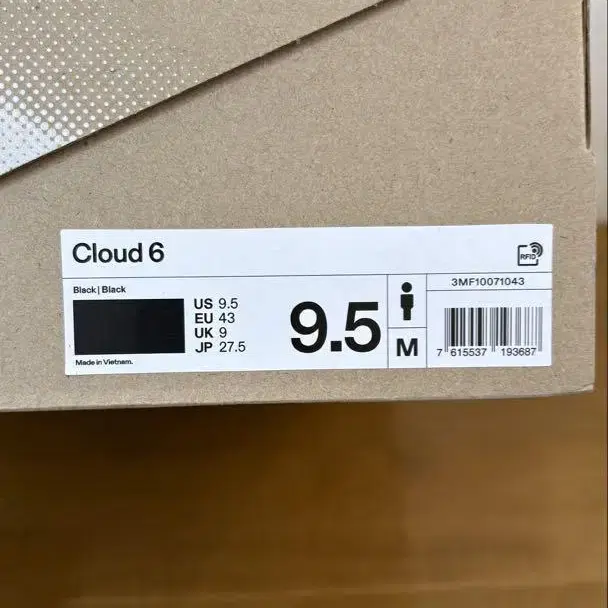 Cloud 6
RFID
Black | Black
US 9.5
EU 43
UK 9
JP 27.5
Made in Vietnam.
9.5
M
3MF10071043
7 615537 193687